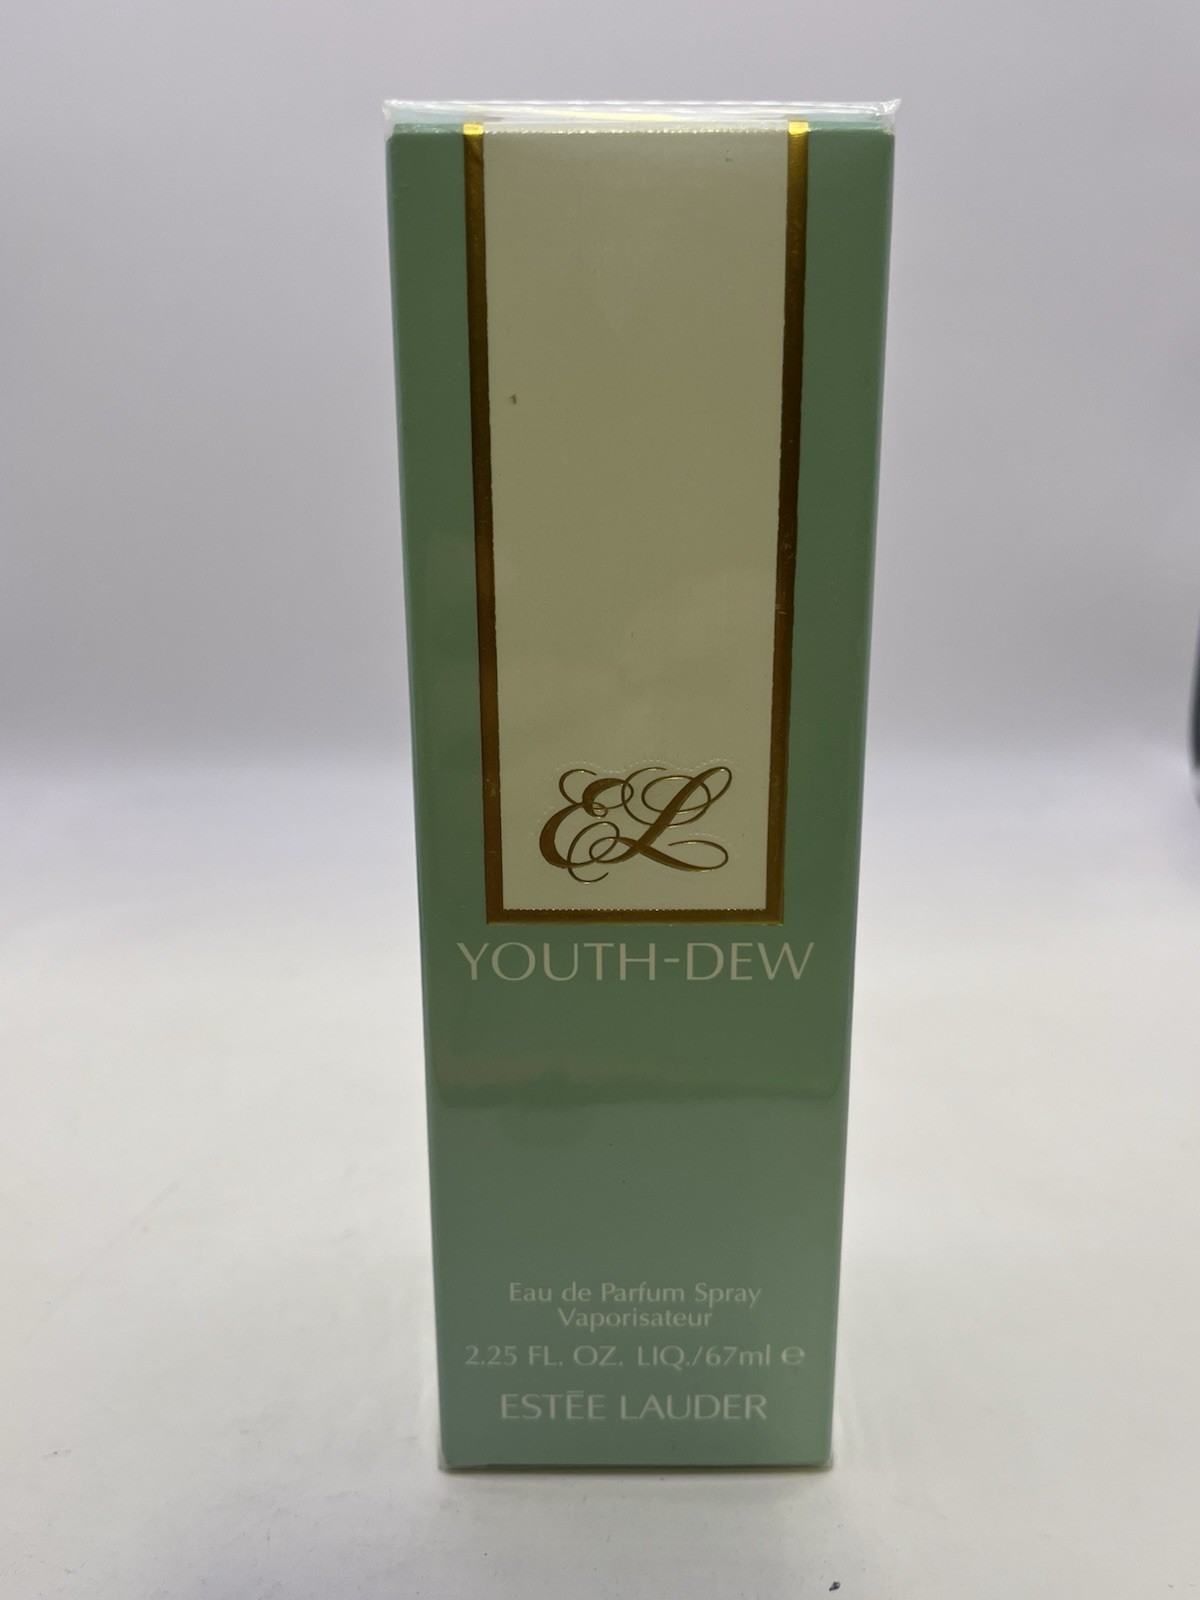 EL
YOUTH-DEW
Eau de Parfum Spray
Vaporisateur
2.25 FL. OZ. LIQ./67ml ℮
ESTĒE LAUDER